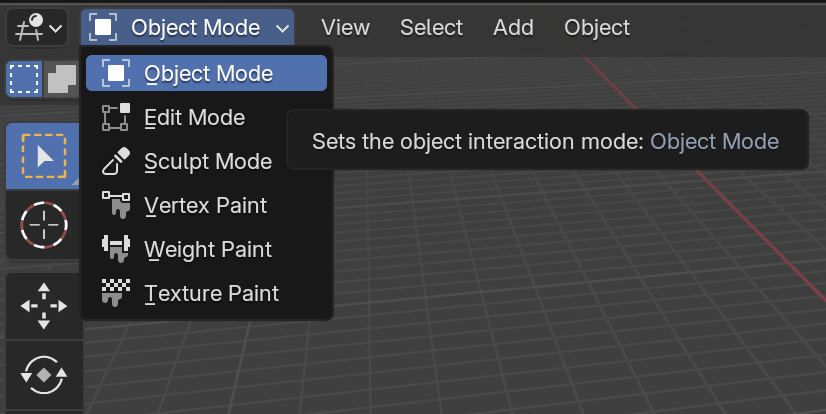 Object Mode View Select Add Object
Object Mode
Edit Mode
Sets the object interaction mode: Object Mode
Sculpt Mode
Vertex Paint
Weight Paint
Texture Paint